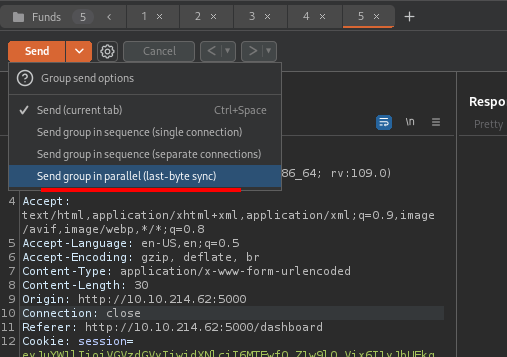 Funds 5 1 × 2 × 3 × 4 × 5 × +
Send Cancel < >
Group send options
Send (current tab) Ctrl+Space
Send group in sequence (single connection)
\n
Respo
Send group in sequence (separate connections)
Pretty
Send group in parallel (last-byte sync) 86_64; rv:109.0)
4 Accept:
text/html,application/xhtml+xml,application/xml;q=0.9,image
/avif,image/webp,*/*;q=0.8
5 Accept-Language: en-US,en;q=0.5
6 Accept-Encoding: gzip, deflate, br
7 Content-Type: application/x-www-form-urlencoded
8 Content-Length: 30
9 Origin: http://10.10.214.62:5000
10 Connection: close
11 Referer: http://10.10.214.62:5000/dashboard
12 Cookie: session=